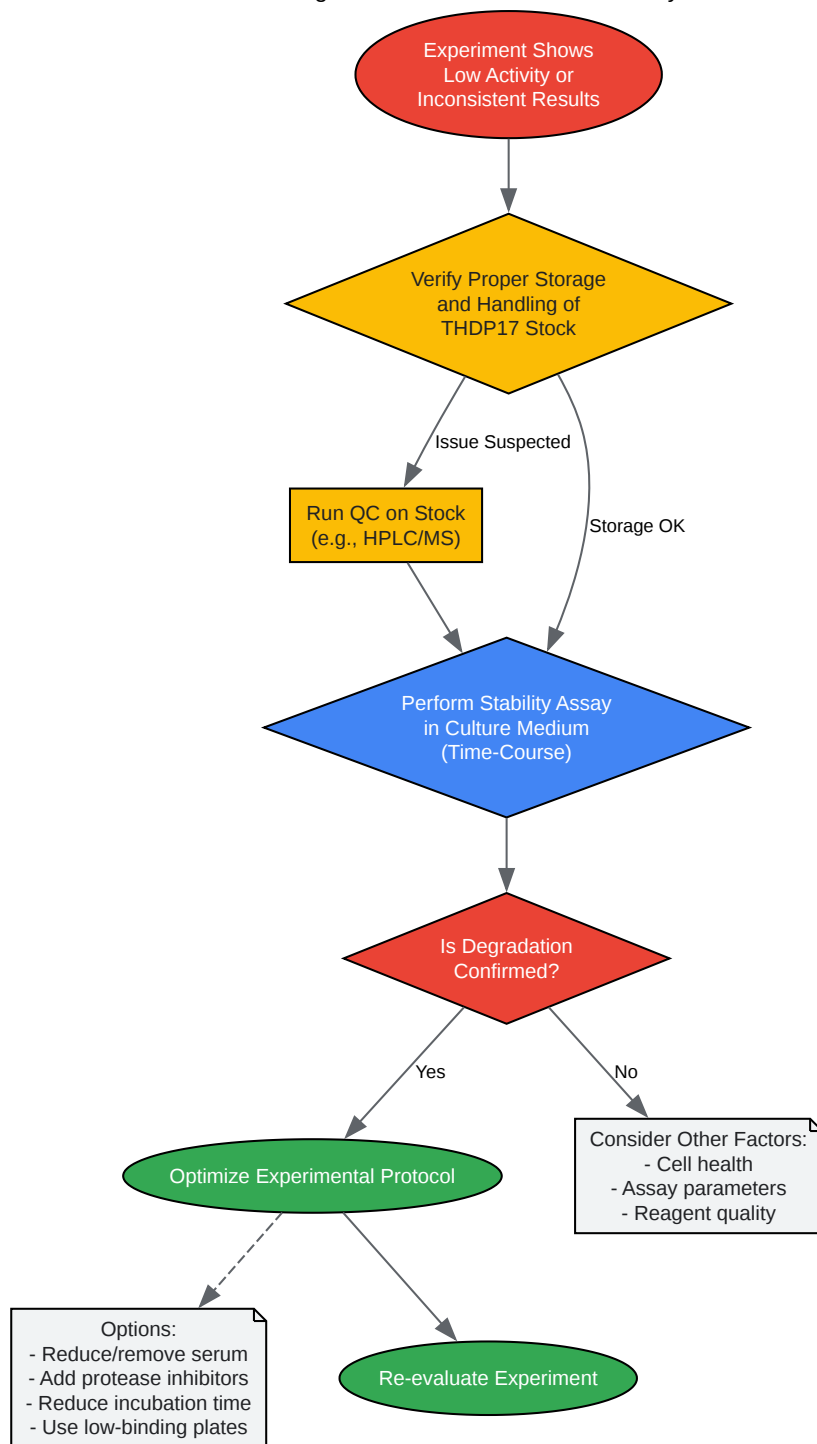 Experiment Shows
Low Activity or
Inconsistent Results
Verify Proper Storage
and Handling of
THDP17 Stock
Issue Suspected
Run QC on Stock
(e.g., HPLC/MS)
Storage OK
Perform Stability Assay
in Culture Medium
(Time-Course)
Is Degradation
Confirmed?
Yes
No
Consider Other Factors:
- Cell health
- Assay parameters
- Reagent quality
Optimize Experimental Protocol
Options:
- Reduce/remove serum
- Add protease inhibitors
- Reduce incubation time
- Use low-binding plates
Re-evaluate Experiment